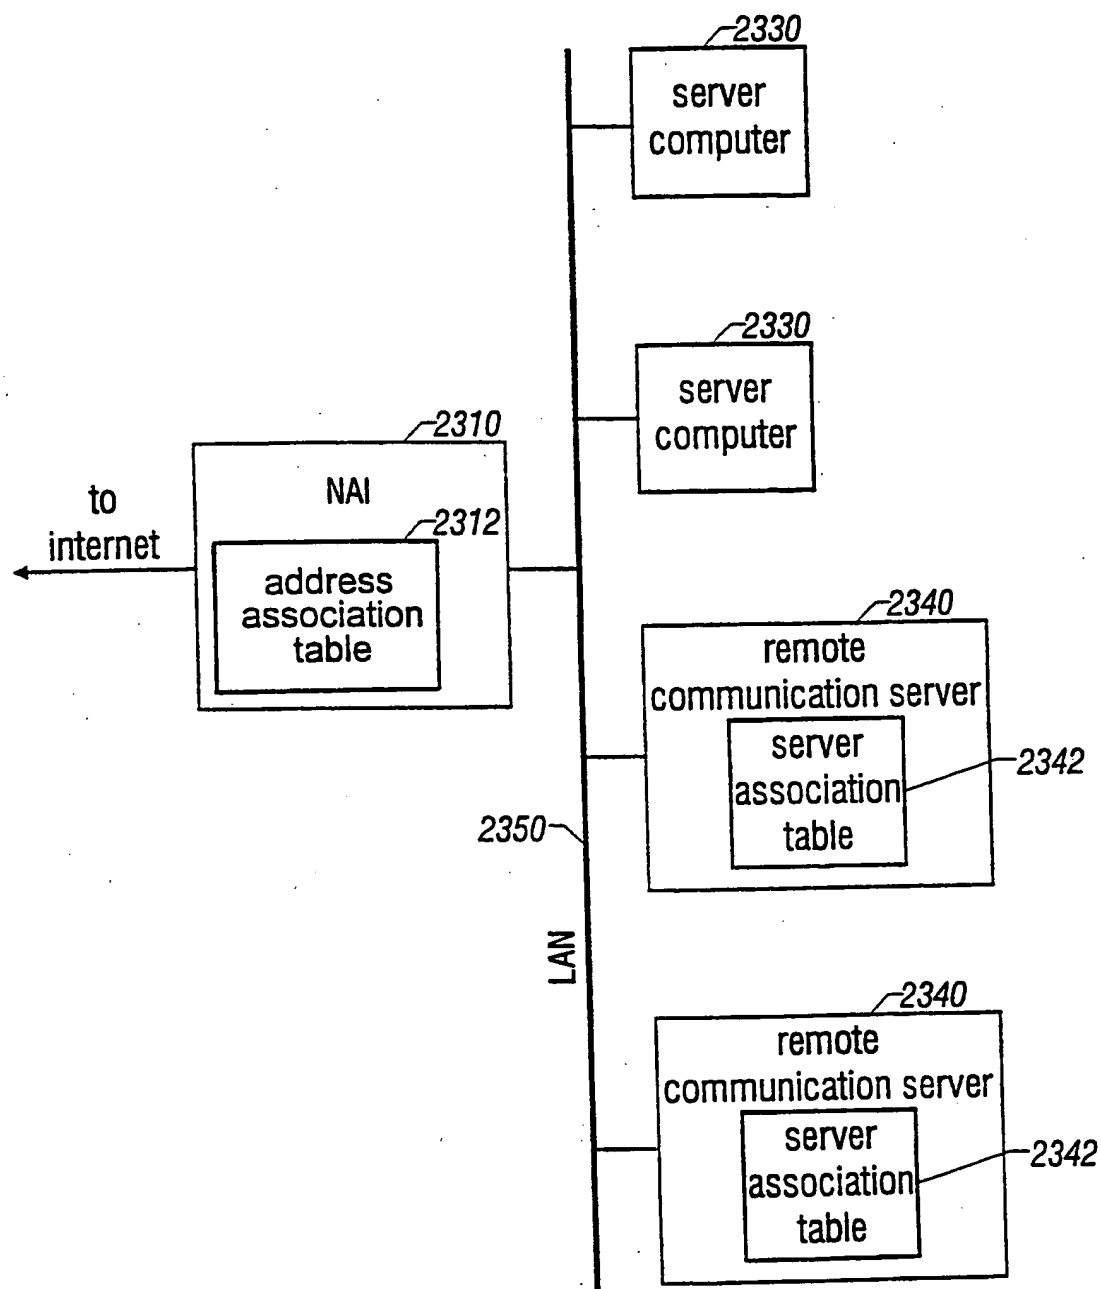 2330
server
computer
2330
server
computer
2310
NAI
to
internet
2312
address
association
table
2340
remote
communication server
server
association
table
2342
2350
LAN
2340
remote
communication server
server
association
table
2342